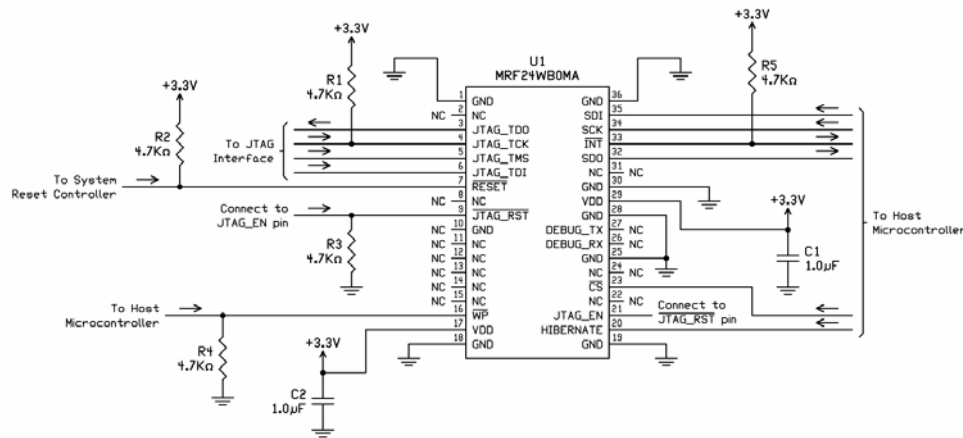 U1
MRF24WB0MA
+3.3V
R1
4.7KΩ
+3.3V
R2
4.7KΩ
+3.3V
R5
4.7KΩ
To JTAG
Interface
To System
Reset Controller
Connect to
JTAG_EN pin
R3
4.7KΩ
To Host
Microcontroller
R4
4.7KΩ
+3.3V
C2
1.0µF
1 GND
NC 2 NC
3 JTAG_TDO
4 JTAG_TCK
5 JTAG_TMS
6 JTAG_TDI
7 RESET
NC 8 NC
9 JTAG_RST
NC 10 GND
NC 11 NC
NC 12 NC
NC 13 NC
NC 14 NC
NC 15 NC
16 WP
17 VDD
18 GND
GND 36
SDI 35
SCK 34
INT 33
SDO 32
NC 31 NC
GND 30
VDD 29
GND 28
DEBUG_TX 27 NC
DEBUG_RX 26 NC
GND 25
NC 24 NC
CS 23
NC 22 NC
JTAG_EN 21
HIBERNATE 20
GND 19
Connect to
JTAG_RST pin
+3.3V
C1
1.0µF
To Host
Microcontroller